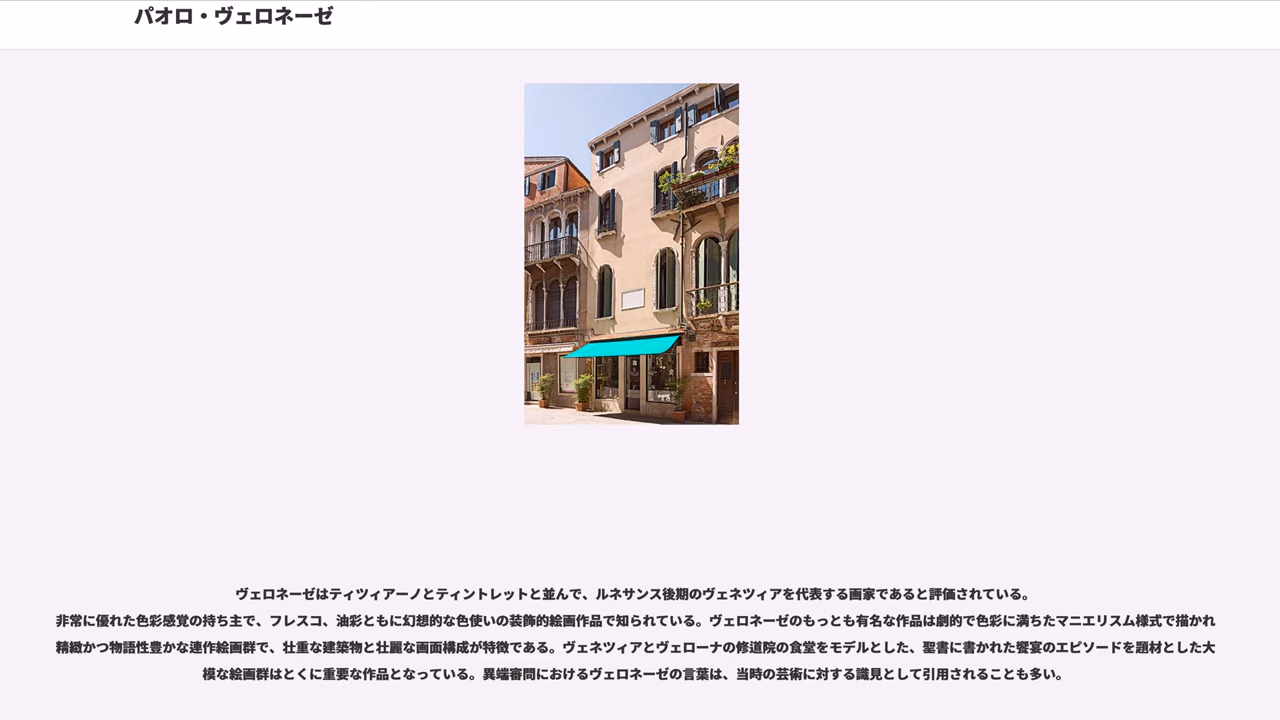 パオロ・ヴェロネーゼ
ヴェロネーゼはティツィアーノとティントレットと並んで、ルネサンス後期のヴェネツィアを代表する画家であると評価されている。
非常に優れた色彩感覚の持ち主で、フレスコ、油彩ともに幻想的な色使いの装飾的絵画作品で知られている。ヴェロネーゼのもっとも有名な作品は劇的で色彩に満ちたマニエリスム様式で描かれ
精緻かつ物語性豊かな連作絵画群で、壮重な建築物と壮麗な画面構成が特徴である。ヴェネツィアとヴェローナの修道院の食堂をモデルとした、聖書に書かれた饗宴のエピソードを題材とした大
模な絵画群はとくに重要な作品となっている。異端審問におけるヴェロネーゼの言葉は、当時の芸術に対する識見として引用されることも多い。